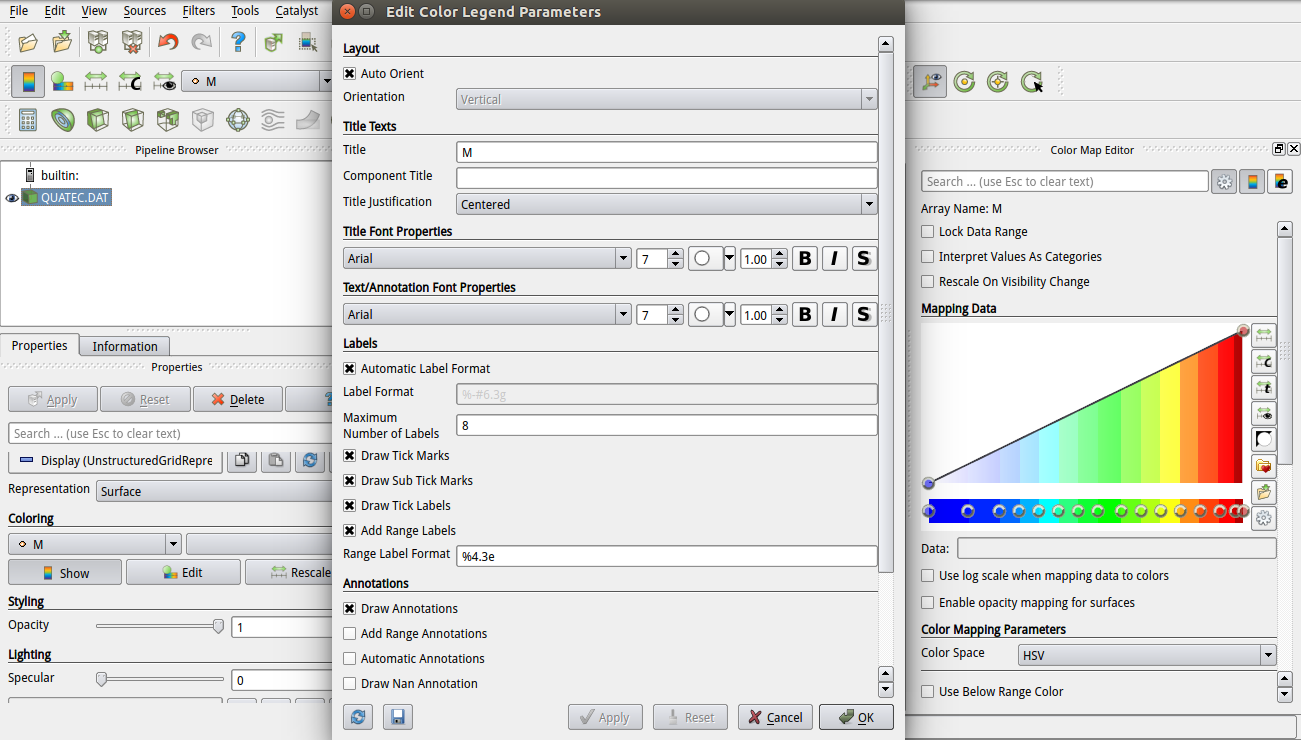 File Edit View Sources Filters Tools Catalyst
Edit Color Legend Parameters
M
Pipeline Browser
builtin:
QUATEC.DAT
Properties
Information
Properties
Apply
Reset
Delete
?
Search ... (use Esc to clear text)
Display (UnstructuredGridRepre
Representation
Surface
Coloring
M
Show
Edit
Rescale
Styling
Opacity
1
Lighting
Specular
0
Layout
Auto Orient
Orientation
Vertical
Title Texts
Title
M
Component Title
Title Justification
Centered
Title Font Properties
Arial
7
1.00
B
I
S
Text/Annotation Font Properties
Arial
7
1.00
B
I
S
Labels
Automatic Label Format
Label Format
%-#6.3g
Maximum
Number of Labels
8
Draw Tick Marks
Draw Sub Tick Marks
Draw Tick Labels
Add Range Labels
Range Label Format
%4.3e
Annotations
Draw Annotations
Add Range Annotations
Automatic Annotations
Draw Nan Annotation
Apply
Reset
Cancel
OK
Color Map Editor
Search ... (use Esc to clear text)
Array Name: M
Lock Data Range
Interpret Values As Categories
Rescale On Visibility Change
Mapping Data
Data:
Use log scale when mapping data to colors
Enable opacity mapping for surfaces
Color Mapping Parameters
Color Space
HSV
Use Below Range Color